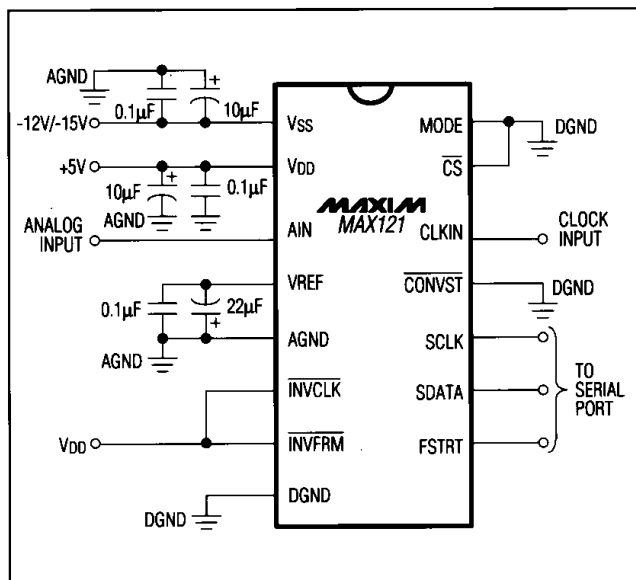 AGND
0.1µF
+
10µF
-12V/-15V
+5V
10µF
+
0.1µF
AGND
ANALOG
INPUT
0.1µF
22µF
+
AGND
VDD
DGND
VSS
VDD
AIN
VREF
AGND
INVCLK
INVFRM
DGND
MAXIM
MAX121
MODE
CS
CLKIN
CONVST
SCLK
SDATA
FSTRT
DGND
CLOCK
INPUT
DGND
TO
SERIAL
PORT